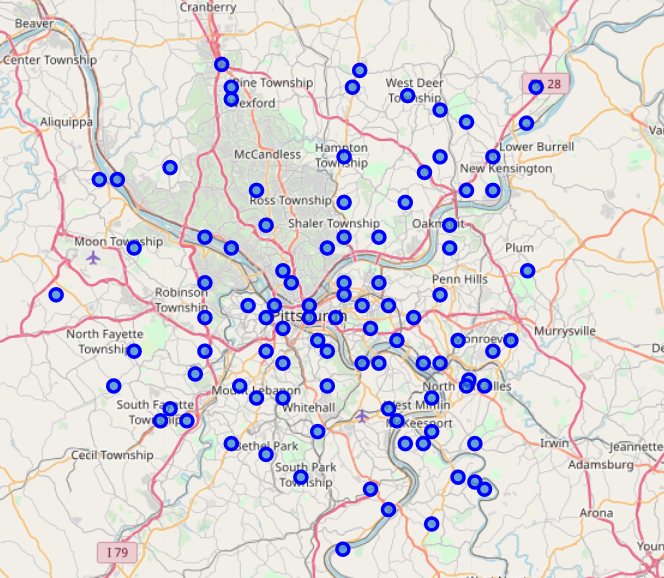 Cranberry
Beaver
Center Township
Pine Township
Wexford
West Deer
Township
28
Aliquippa
McCandless
Hampton
Township
Lower Burrell
New Kensington
Ross Township
Shaler Township
Oakmont
Moon Township
Plum
Penn Hills
Robinson
Township
Pittsburgh
North Fayette
Township
Monroeville
Murrysville
Mount Lebanon
North Versailles
South Fayette
Township
Whitehall
West Mifflin
McKeesport
Cecil Township
Bethel Park
Irwin
Jeannette
Adamsburg
South Park
Township
Arona
I 79